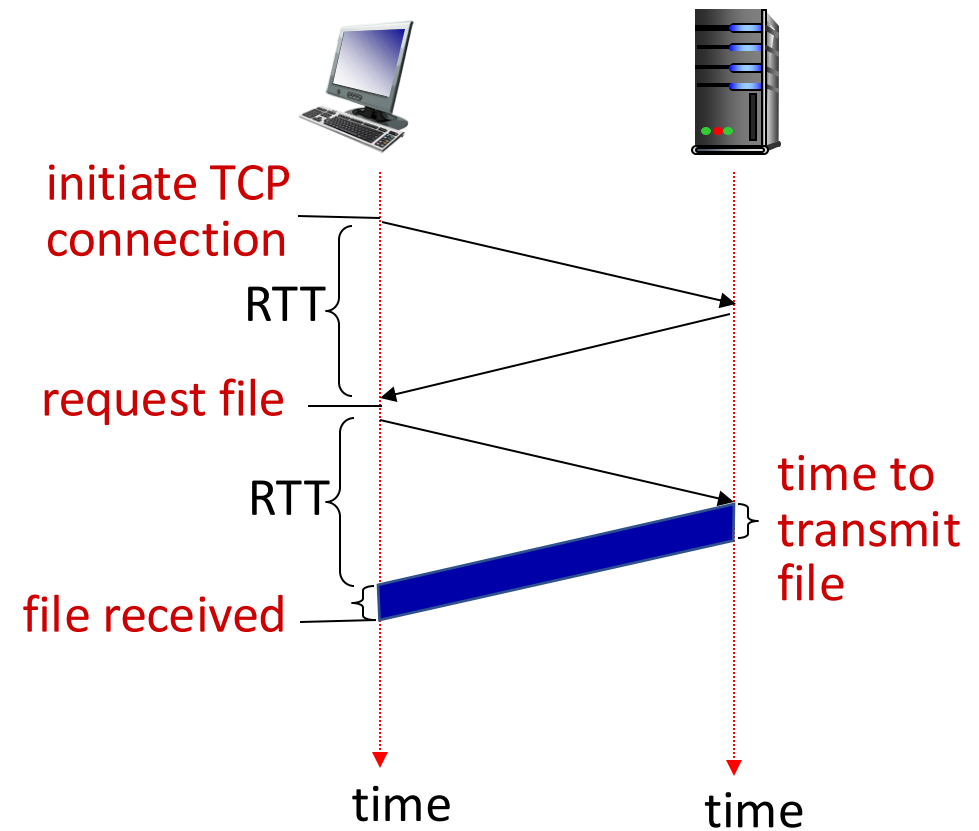 initiate TCP
connection
RTT
request file
RTT
time to
transmit
file
file received
time
time